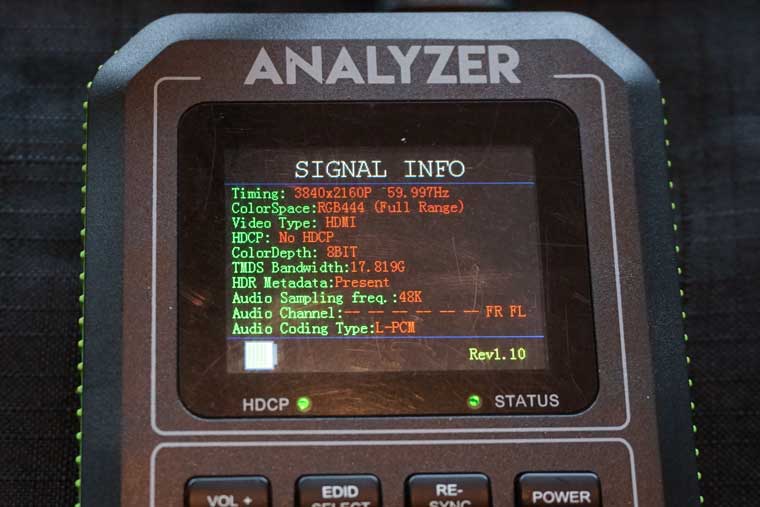 ANALYZER
SIGNAL INFO
Timing: 3840x2160P ~59.997Hz
ColorSpace:RGB444 (Full Range)
Video Type: HDMI
HDCP: No HDCP
ColorDepth: 8BIT
TMDS Bandwidth:17.819G
HDR Metadata:Present
Audio Sampling freq.:48K
Audio Channel:-- -- -- -- -- -- FR FL
Audio Coding Type:L-PCM
Rev1.10
HDCP STATUS
VOL + EDID SELECT RE-SYNC POWER